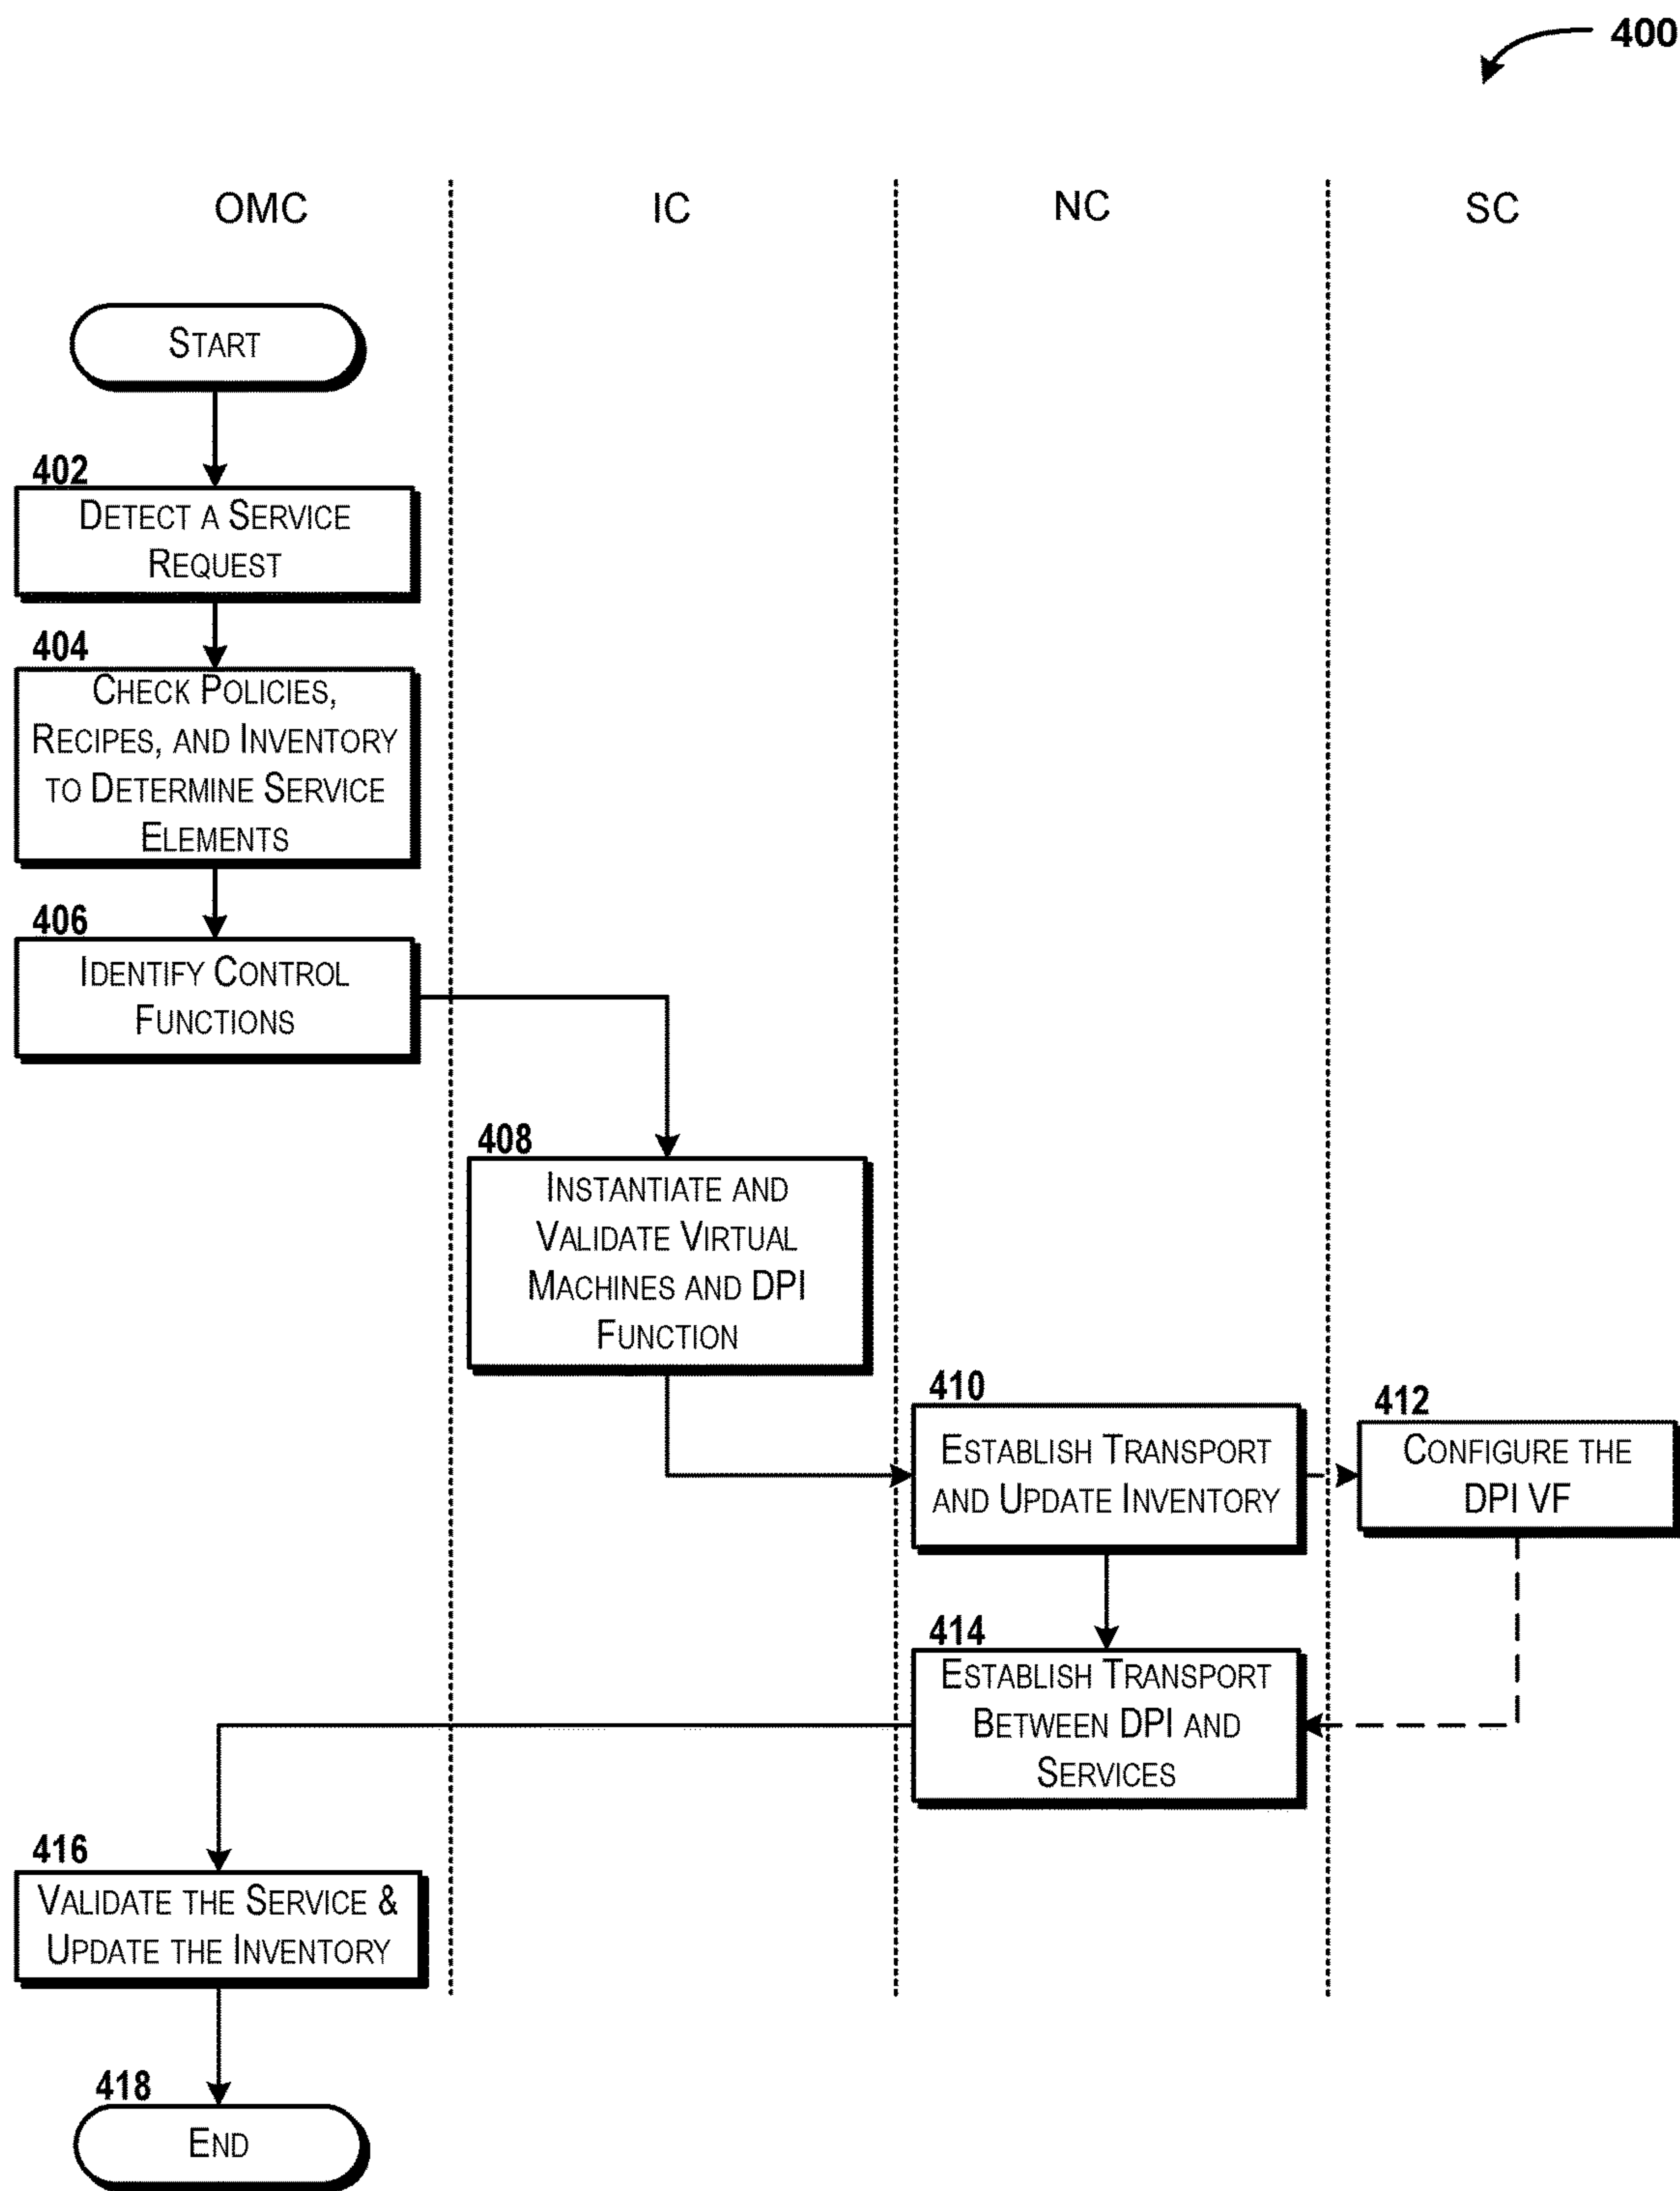 400
OMC
IC
NC
SC
START
402
DETECT A SERVICE
REQUEST
404
CHECK POLICIES,
RECIPES, AND INVENTORY
TO DETERMINE SERVICE
ELEMENTS
406
IDENTIFY CONTROL
FUNCTIONS
408
INSTANTIATE AND
VALIDATE VIRTUAL
MACHINES AND DPI
FUNCTION
410
ESTABLISH TRANSPORT
AND UPDATE INVENTORY
412
CONFIGURE THE
DPI VF
414
ESTABLISH TRANSPORT
BETWEEN DPI AND
SERVICES
416
VALIDATE THE SERVICE &
UPDATE THE INVENTORY
418
END